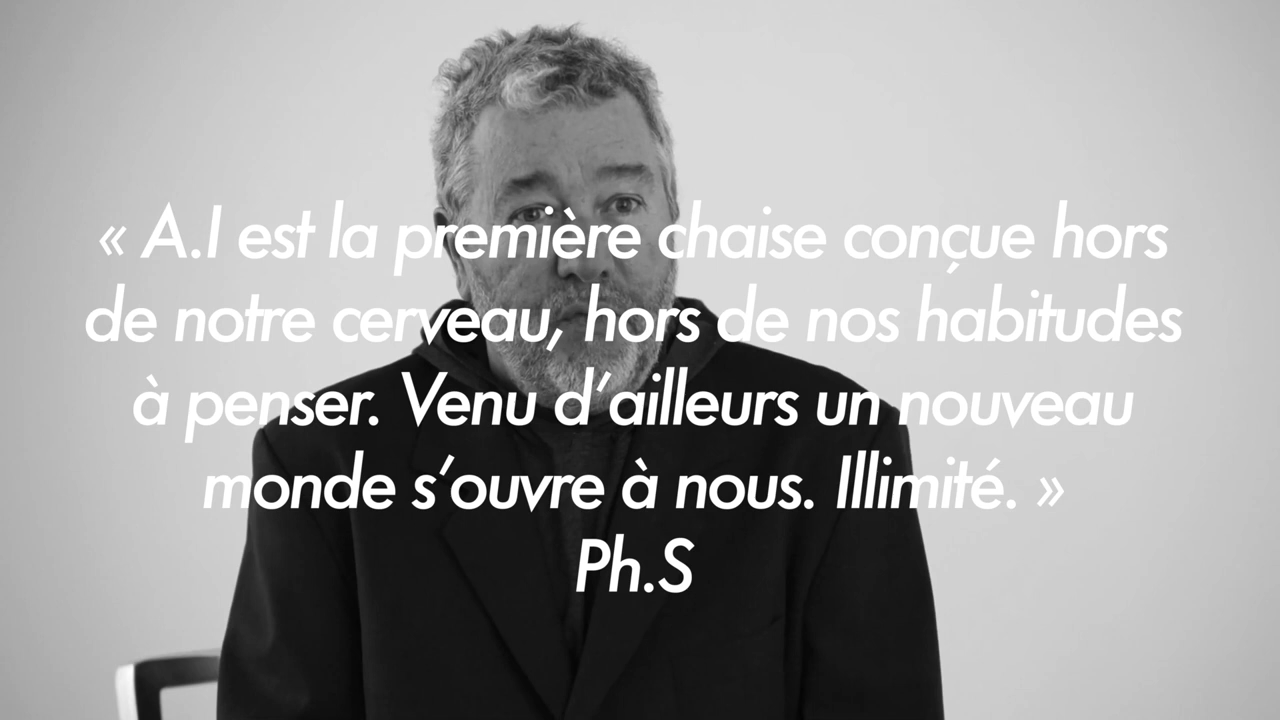 « A.I est la première chaise conçue hors
de notre cerveau, hors de nos habitudes
à penser. Venu d’ailleurs un nouveau
monde s’ouvre à nous. Illimité. »
Ph.S